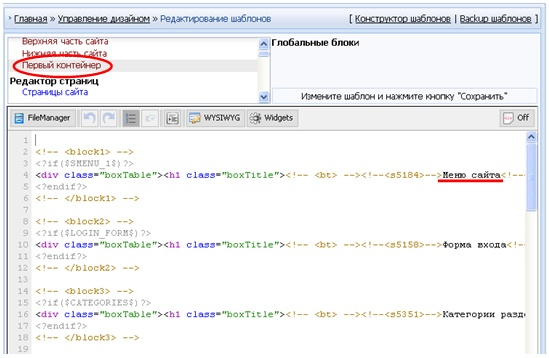 Главная » Управление дизайном » Редактирование шаблонов [ Конструктор шаблонов | Backup шаблонов ]
Верхняя часть сайта
Нижняя часть сайта
Первый контейнер
Редактор страниц
Страницы сайта
Глобальные блоки
Измените шаблон и нажмите кнопку "Сохранить"
FileManager WYSIWYG Widgets Off
1
2 <!-- <block1> -->
3 <?if($SMENU_1$)?>
4 <div class="boxTable"><h1 class="boxTitle"><!-- <bt> --><!--<s5184>-->Меню сайта<!--
5 <?endif?>
6 <!-- </block1> -->
7
8 <!-- <block2> -->
9 <?if($LOGIN_FORM$)?>
10 <div class="boxTable"><h1 class="boxTitle"><!-- <bt> --><!--<s5158>-->Форма входа<!-
11 <?endif?>
12 <!-- </block2> -->
13
14 <!-- <block3> -->
15 <?if($CATEGORIES$)?>
16 <div class="boxTable"><h1 class="boxTitle"><!-- <bt> --><!--<s5351>-->Категории разде
17 <?endif?>
18 <!-- </block3> -->
19